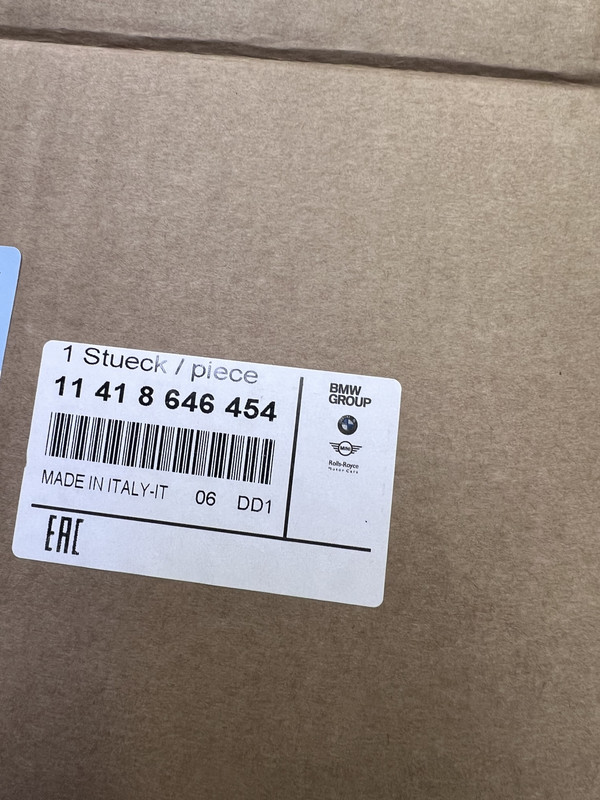 1 Stueck / piece
11 41 8 646 454
MADE IN ITALY-IT 06 DD1
EAC
BMW
GROUP
MINI
Rolls-Royce
Motor Cars